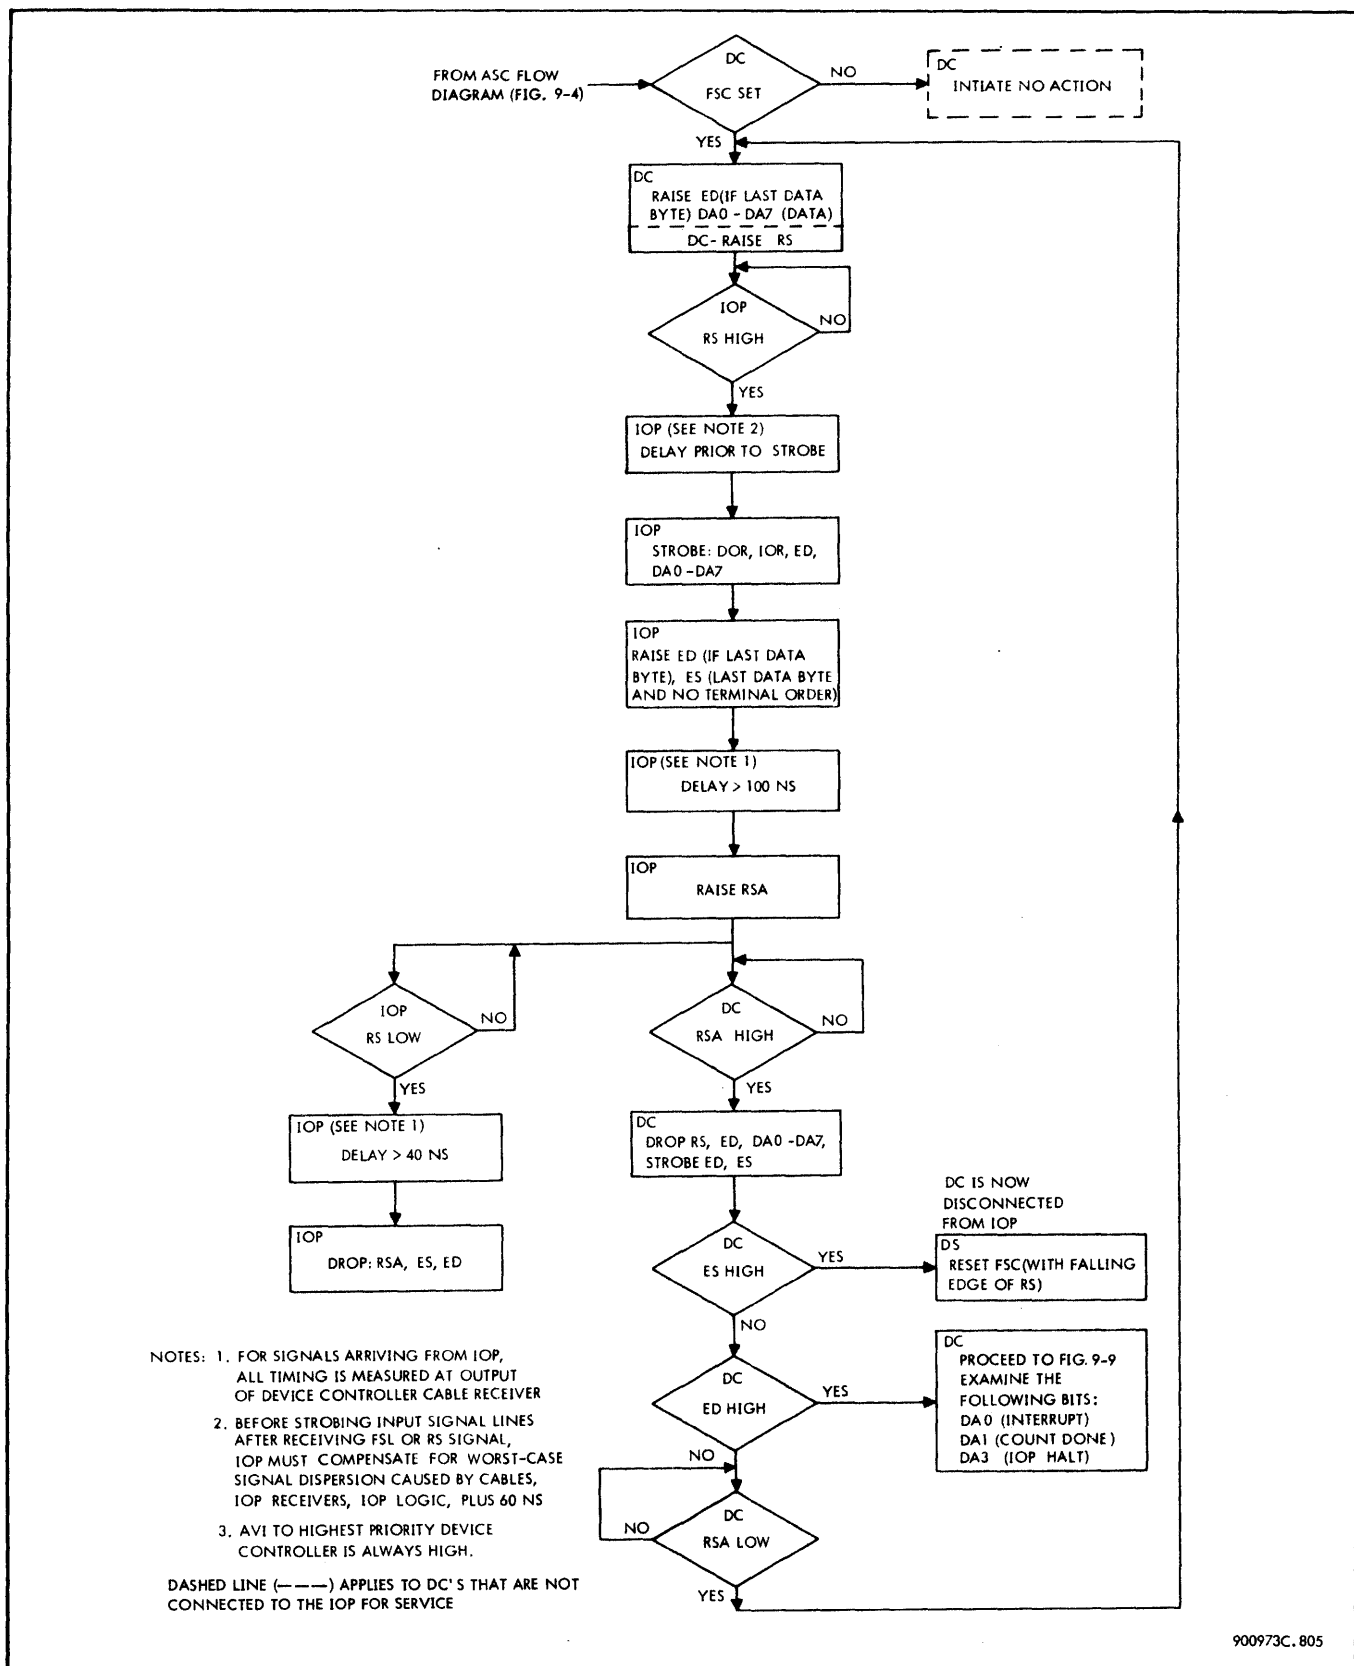 FROM ASC FLOW
DIAGRAM (FIG. 9-4)
DC
FSC SET
NO
DC
INTIATE NO ACTION
YES
DC
RAISE ED(IF LAST DATA
BYTE) DA0 - DA7 (DATA)
DC- RAISE RS
IOP
RS HIGH
NO
YES
IOP (SEE NOTE 2)
DELAY PRIOR TO STROBE
IOP
STROBE: DOR, IOR, ED,
DA0 - DA7
IOP
RAISE ED (IF LAST DATA
BYTE), ES (LAST DATA BYTE
AND NO TERMINAL ORDER)
IOP (SEE NOTE 1)
DELAY > 100 NS
IOP
RAISE RSA
IOP
RS LOW
NO
YES
IOP (SEE NOTE 1)
DELAY > 40 NS
IOP
DROP: RSA, ES, ED
DC
RSA HIGH
NO
YES
DC
DROP RS, ED, DA0 -DA7,
STROBE ED, ES
DC
ES HIGH
YES
DC IS NOW
DISCONNECTED
FROM IOP
DS
RESET FSC(WITH FALLING
EDGE OF RS)
NO
DC
ED HIGH
YES
DC
PROCEED TO FIG. 9-9
EXAMINE THE
FOLLOWING BITS:
DA0 (INTERRUPT)
DA1 (COUNT DONE)
DA3 (IOP HALT)
NO
DC
RSA LOW
NO
YES
NOTES: 1. FOR SIGNALS ARRIVING FROM IOP,
ALL TIMING IS MEASURED AT OUTPUT
OF DEVICE CONTROLLER CABLE RECEIVER
2. BEFORE STROBING INPUT SIGNAL LINES
AFTER RECEIVING FSL OR RS SIGNAL,
IOP MUST COMPENSATE FOR WORST-CASE
SIGNAL DISPERSION CAUSED BY CABLES,
IOP RECEIVERS, IOP LOGIC, PLUS 60 NS
3. AVI TO HIGHEST PRIORITY DEVICE
CONTROLLER IS ALWAYS HIGH.
DASHED LINE (— — —) APPLIES TO DC'S THAT ARE NOT
CONNECTED TO THE IOP FOR SERVICE
900973C.805